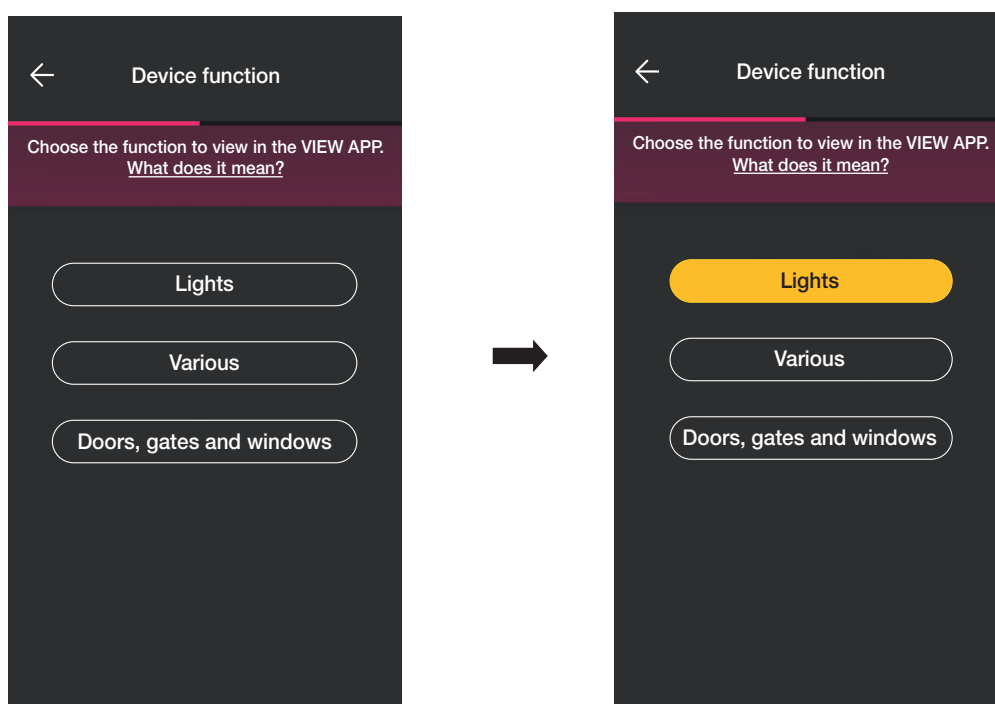 Device function
Choose the function to view in the VIEW APP.
What does it mean?
Lights
Various
Doors, gates and windows
Device function
Choose the function to view in the VIEW APP.
What does it mean?
Lights
Various
Doors, gates and windows